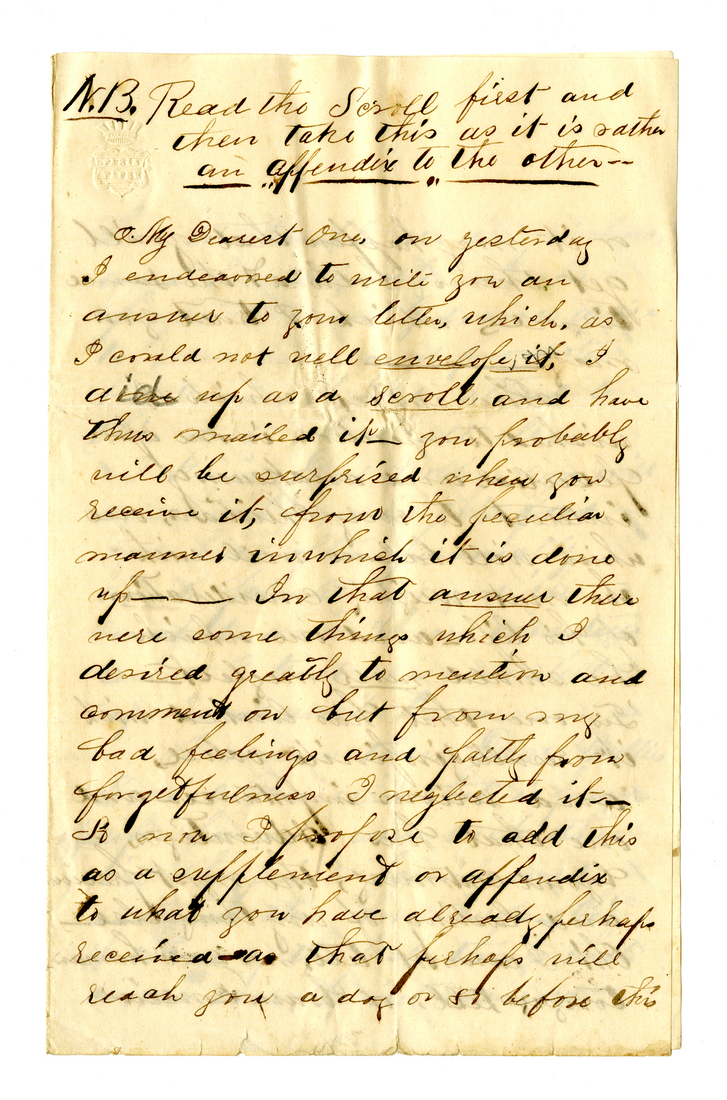 N.B. Read the Scroll first and
then take this as it is rather
an "appendix" to the other--
My Dearest One, on yesterday
I endeavored to write you an
answer to your letter, which, as
I could not well envelope it, I
did up as a scroll and have
thus mailed it— you probably
will be surprised when you
receive it, from the peculiar
manner in which it is done
up—— In that answer there
were some things which I
desired greatly to mention and
comment on but from my
bad feelings and partly from
forgetfulness I neglected it—
So now I propose to add this
as a supplement or appendix
to what you have already perhaps
received - as that perhaps will
reach you a day or so before this